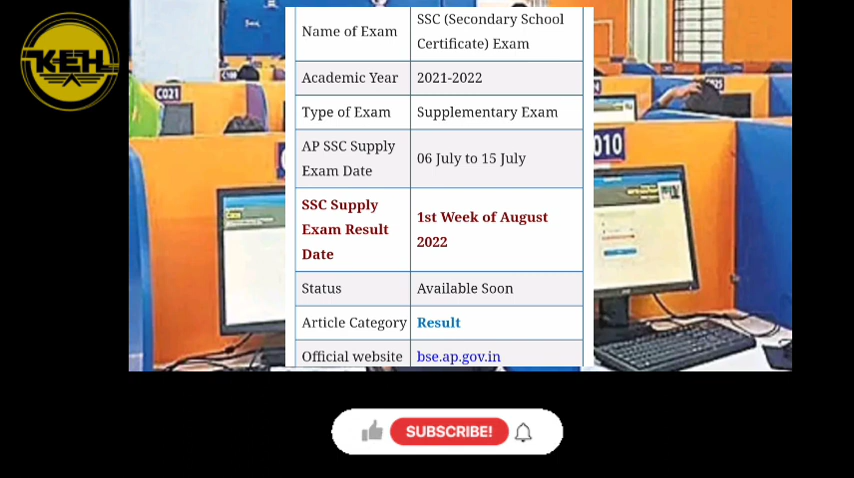 KEH
Name of Exam
SSC (Secondary School
Certificate) Exam
Academic Year
2021-2022
Type of Exam
Supplementary Exam
AP SSC Supply
Exam Date
06 July to 15 July
SSC Supply
Exam Result
Date
1st Week of August
2022
Status
Available Soon
Article Category
Result
Official website
bse.ap.gov.in
C021
010
SUBSCRIBE!